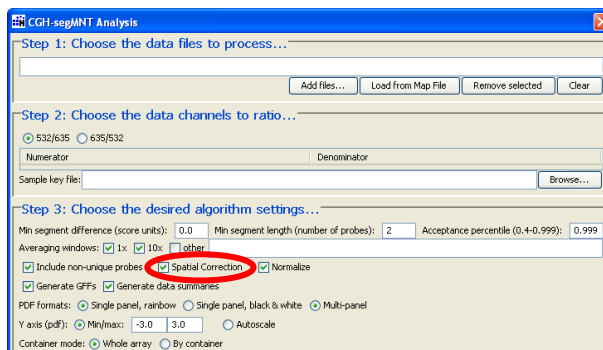 CGH-segMNT Analysis
Step 1: Choose the data files to process...
Add files... Load from Map File Remove selected Clear
Step 2: Choose the data channels to ratio...
532/635 635/532
Numerator Denominator
Sample key file: Browse...
Step 3: Choose the desired algorithm settings...
Min segment difference (score units): 0.0 Min segment length (number of probes): 2 Acceptance percentile (0.4-0.999): 0.999
Averaging windows: 1x 10x other
Include non-unique probes Spatial Correction Normalize
Generate GFFs Generate data summaries
PDF formats: Single panel, rainbow Single panel, black & white Multi-panel
Y axis (pdf): Min/max: -3.0 3.0 Autoscale
Container mode: Whole array By container